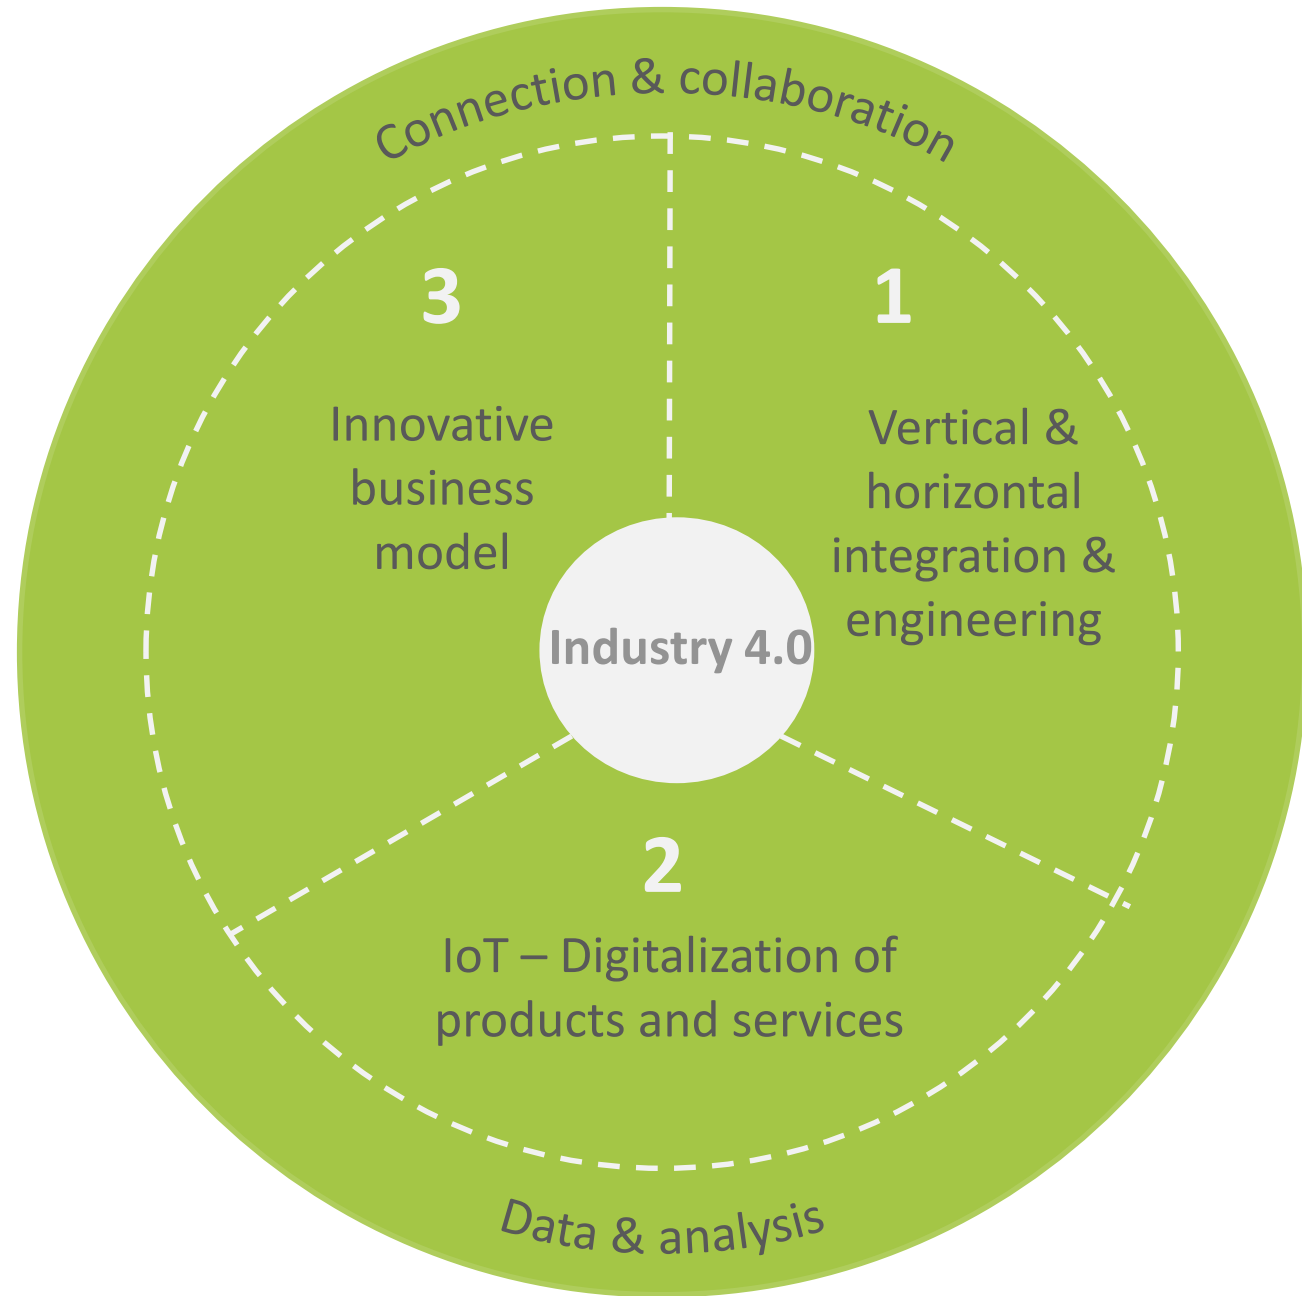 Connection & collaboration
3
Innovative
business
model
1
Vertical &
horizontal
integration &
engineering
Industry 4.0
2
IoT – Digitalization of
products and services
Data & analysis